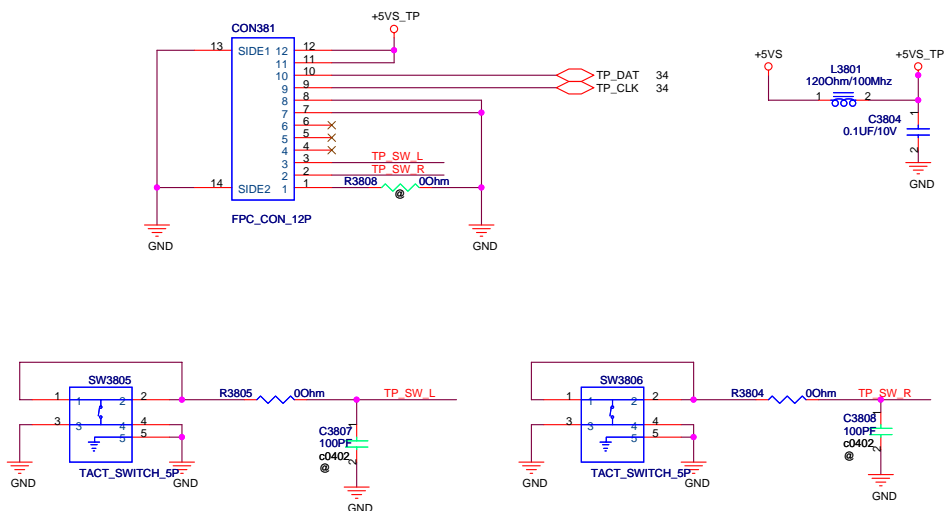 CON381
+5VS_TP
13
SIDE1
12
12
11
11
10
10
TP_DAT
34
9
9
TP_CLK
34
8
8
7
7
6
6
5
5
4
4
3
3
TP_SW_L
2
2
TP_SW_R
14
SIDE2
1
1
R3808
0Ohm
@
FPC_CON_12P
GND
GND
+5VS
+5VS_TP
L3801
120Ohm/100Mhz
1
2
C3804
0.1UF/10V
1
2
GND
SW3805
1
1
2
2
3
3
4
4
5
5
TACT_SWITCH_5P
GND
GND
R3805
0Ohm
TP_SW_L
C3807
100PF
c0402
@
1
2
GND
SW3806
1
1
2
2
3
3
4
4
5
5
TACT_SWITCH_5P
GND
GND
R3804
0Ohm
TP_SW_R
C3808
100PF
c0402
@
1
2
GND